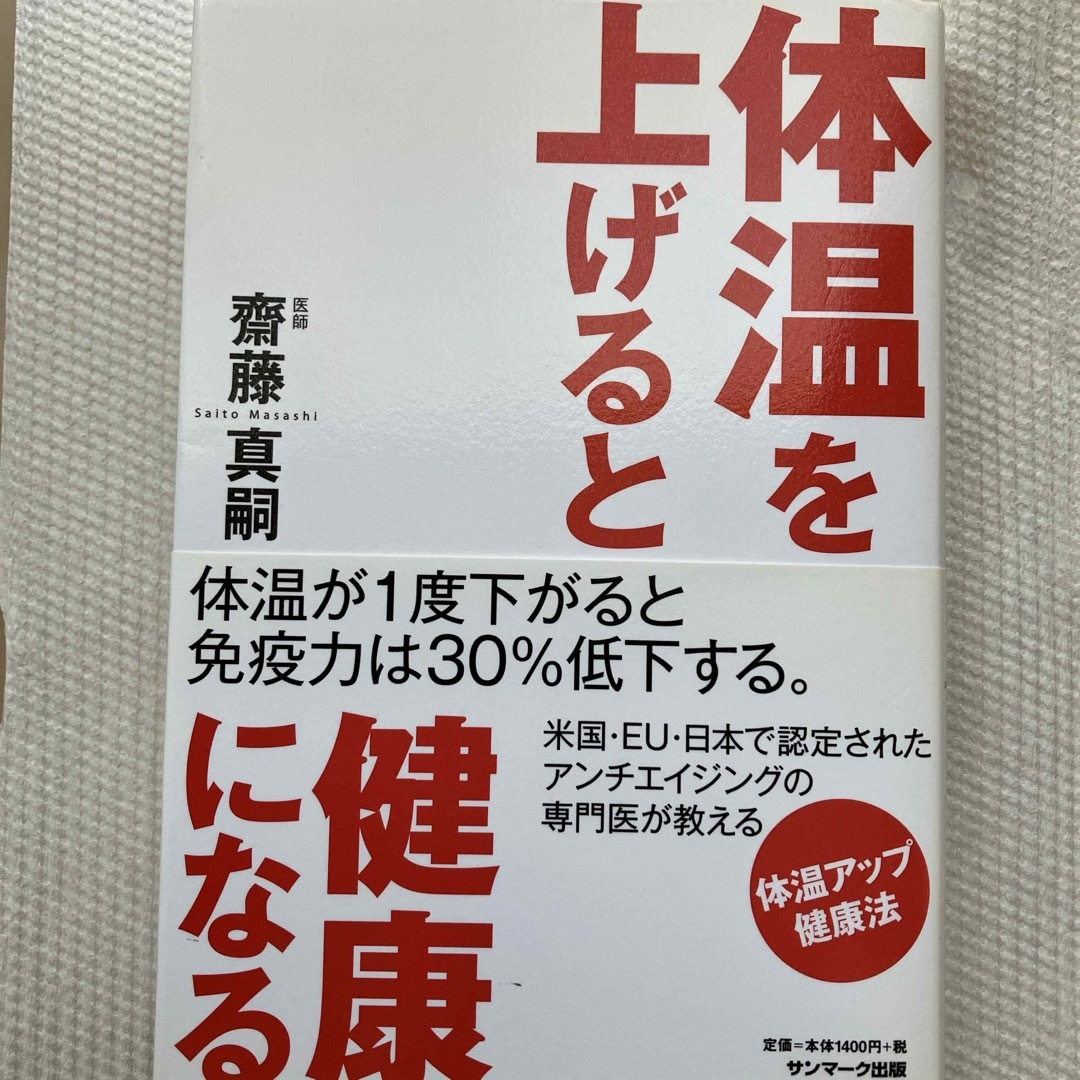 体温を
上げると
医師
齋藤真嗣
Saito Masashi
体温が1度下がると
免疫力は30%低下する。
健康
になる
米国・EU・日本で認定された
アンチエイジングの
専門医が教える
体温アップ
健康法
定価=本体1400円+税
サンマーク出版